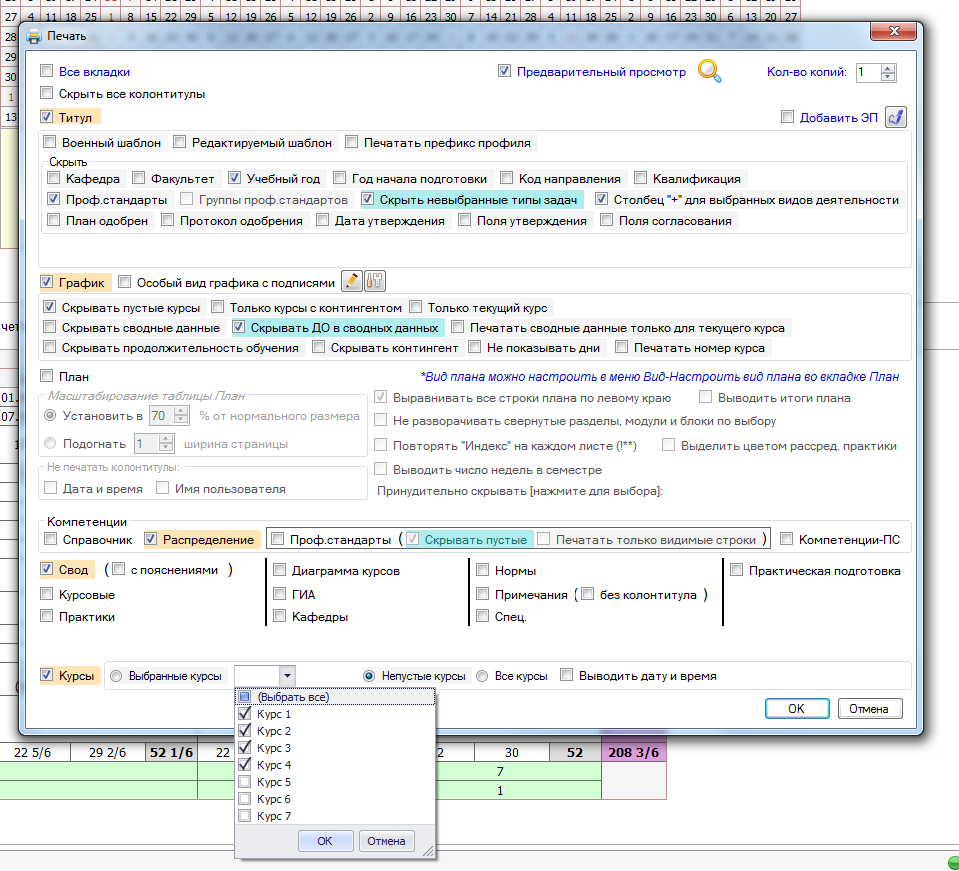 Печать
Все вкладки
Предварительный просмотр
Кол-во копий: 1
Скрыть все колонтитулы
Титул
Добавить ЭП
Военный шаблон Редактируемый шаблон Печатать префикс профиля
Скрыть
Кафедра Факультет Учебный год Год начала подготовки Код направления Квалификация
Проф.стандарты Группы проф.стандартов Скрыть невыбранные типы задач Столбец "+" для выбранных видов деятельности
План одобрен Протокол одобрения Дата утверждения Поля утверждения Поля согласования
График Особый вид графика с подписями
Скрывать пустые курсы Только курсы с контингентом Только текущий курс
Скрывать сводные данные Скрывать ДО в сводных данных Печатать сводные данные только для текущего курса
Скрывать продолжительность обучения Скрывать контингент Не показывать дни Печатать номер курса
План
*Вид плана можно настроить в меню Вид-Настроить вид плана во вкладке План
Масштабирование таблицы План
Установить в 70 % от нормального размера
Подогнать 1 ширина страницы
Не печатать колонтитулы:
Дата и время Имя пользователя
Выравнивать все строки плана по левому краю Выводить итоги плана
Не разворачивать свернутые разделы, модули и блоки по выбору
Повторять "Индекс" на каждом листе (!**) Выделить цветом рассред. практики
Выводить число недель в семестре
Принудительно скрывать [нажмите для выбора]:
Компетенции
Справочник Распределение Проф.стандарты ( Скрывать пустые Печатать только видимые строки ) Компетенции-ПС
Свод ( с пояснениями ) Диаграмма курсов Нормы Практическая подготовка
Курсовые ГИА Примечания ( без колонтитула )
Практики Кафедры Спец.
Курсы Выбранные курсы Непустые курсы Все курсы Выводить дату и время
(Выбрать все)
Курс 1
Курс 2
Курс 3
Курс 4
Курс 5
Курс 6
Курс 7
OK Отмена
OK Отмена
22 5/6 29 2/6 52 1/6 22 2 30 52 208 3/6
7
1